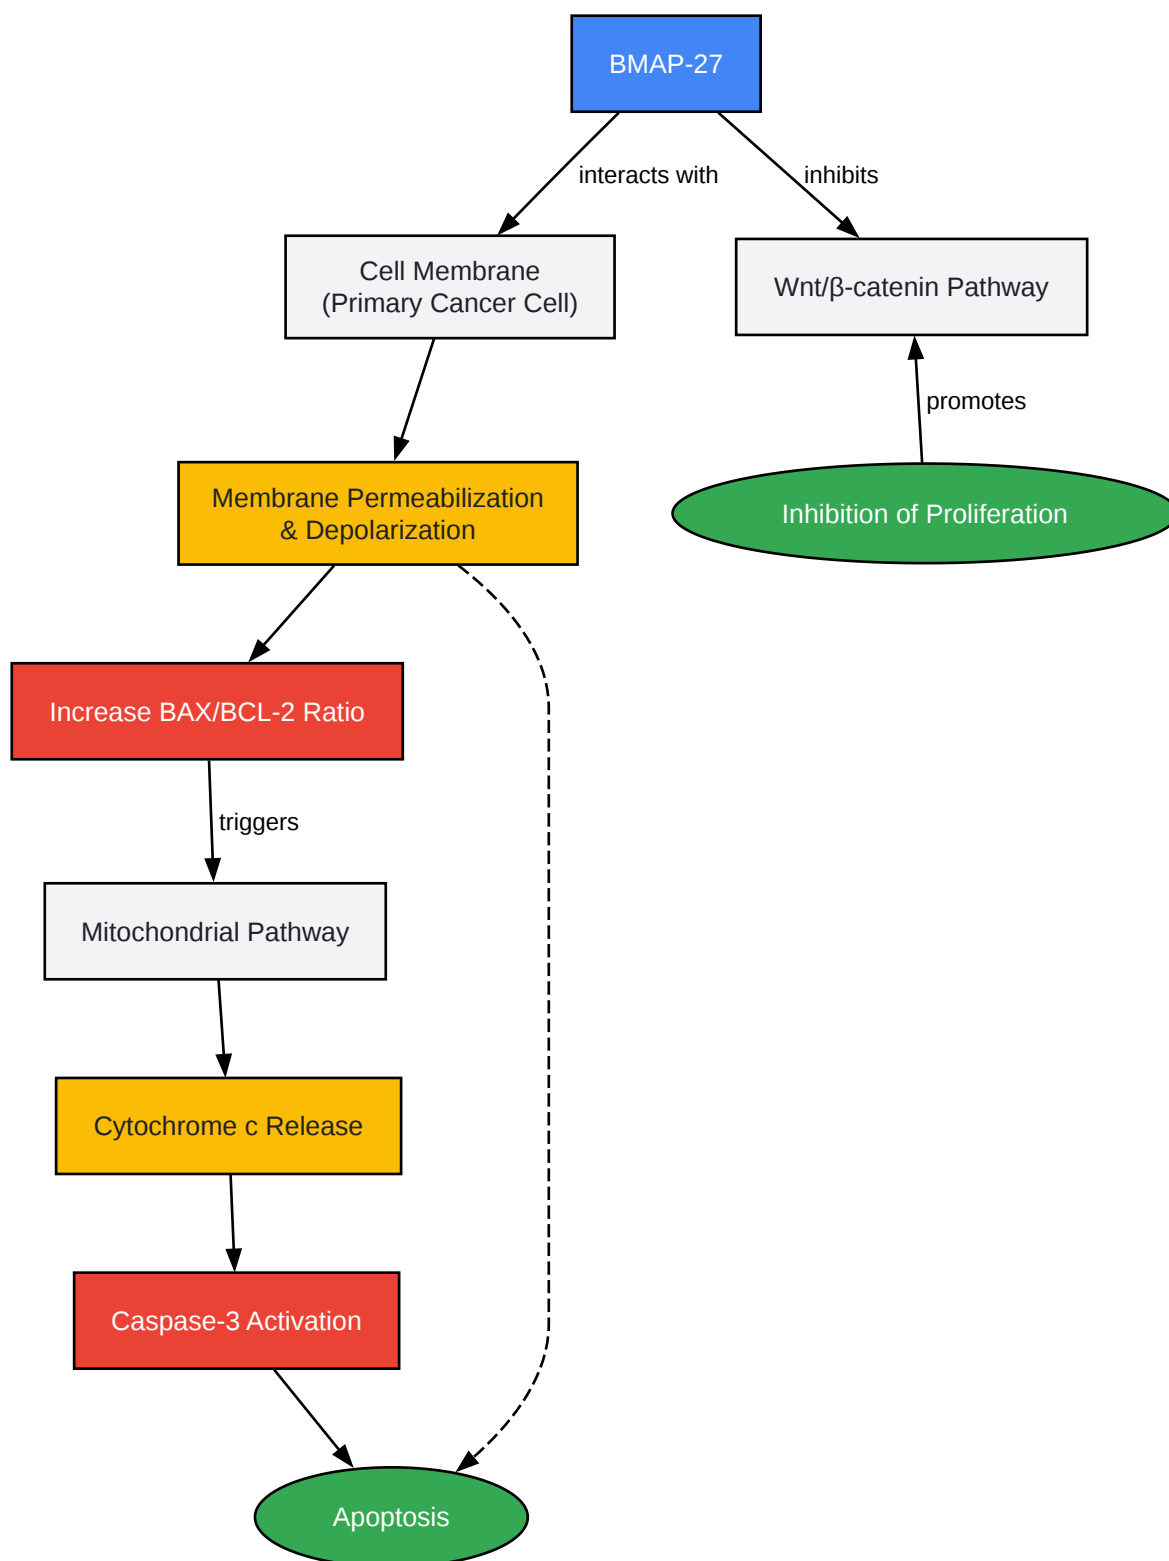 BMAP-27
interacts with
inhibits
Cell Membrane
(Primary Cancer Cell)
Wnt/β-catenin Pathway
promotes
Membrane Permeabilization
& Depolarization
Inhibition of Proliferation
Increase BAX/BCL-2 Ratio
triggers
Mitochondrial Pathway
Cytochrome c Release
Caspase-3 Activation
Apoptosis